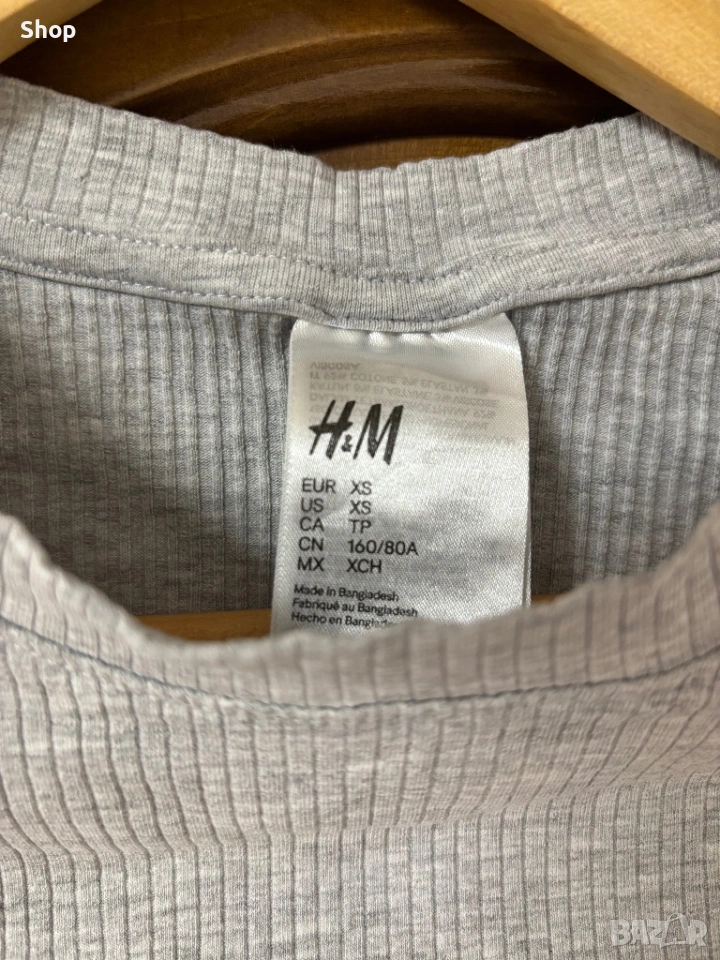 Shop
H&M
EUR XS
US XS
CA TP
CN 160/80A
MX XCH
Made in Bangladesh
Fabriqué au Bangladesh
Hecho en
BAZAR